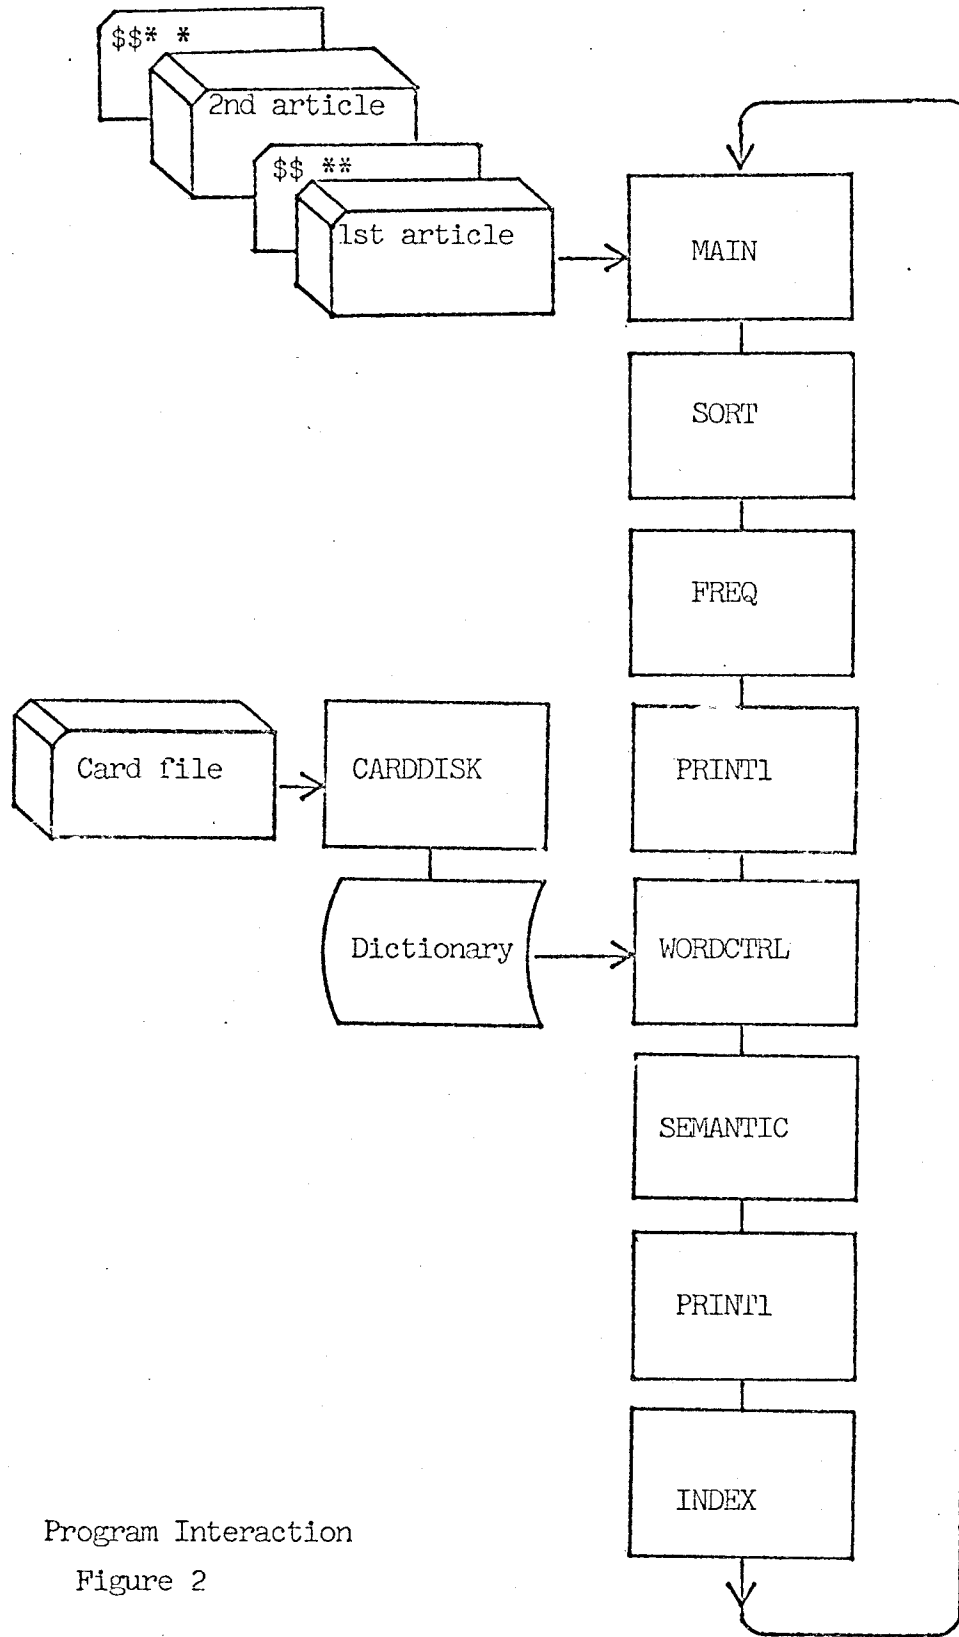 $$* *
2nd article
$$ **
1st article
MAIN
SORT
FREQ
Card file
CARDDISK
PRINT1
Dictionary
WORDCTRL
SEMANTIC
PRINT1
INDEX
Program Interaction
Figure 2